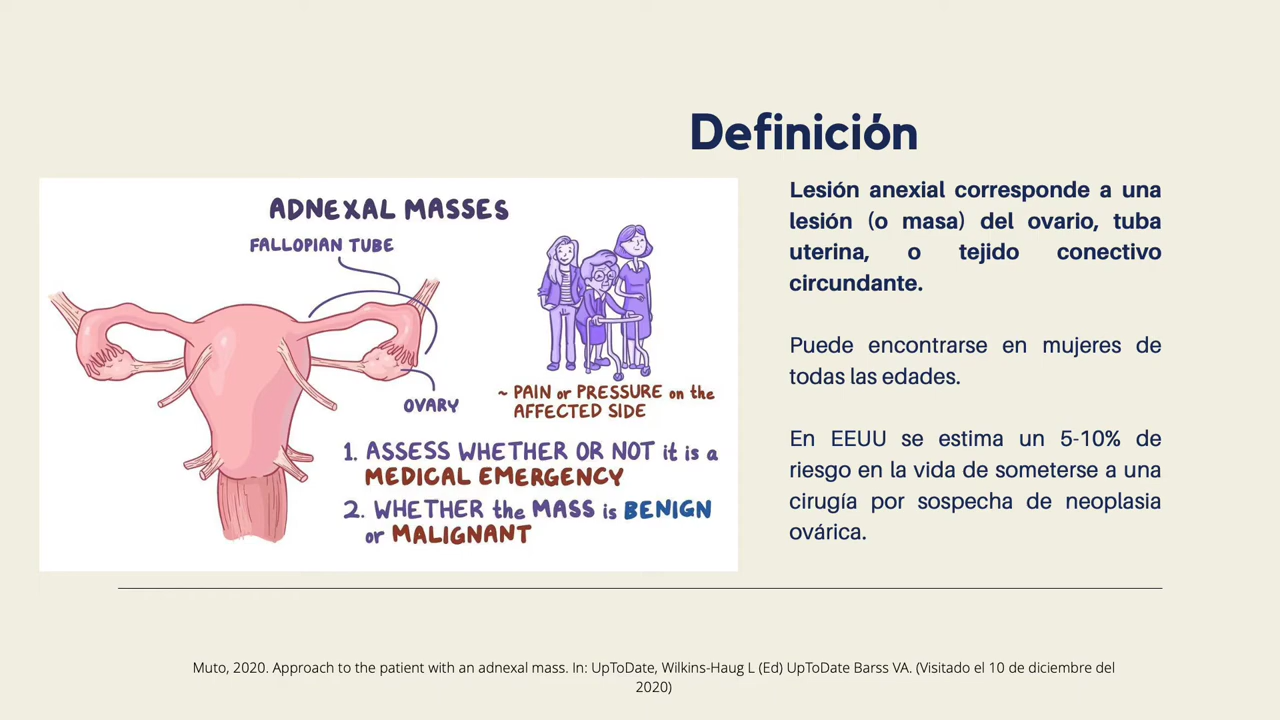 Definición
ADNEXAL MASSES
FALLOPIAN TUBE
OVARY
~ PAIN or PRESSURE on the
AFFECTED SIDE
1. ASSESS WHETHER OR NOT it is a
MEDICAL EMERGENCY
2. WHETHER the MASS is BENIGN
or MALIGNANT
Lesión anexial corresponde a una
lesión (o masa) del ovario, tuba
uterina, o tejido conectivo
circundante.
Puede encontrarse en mujeres de
todas las edades.
En EEUU se estima un 5-10% de
riesgo en la vida de someterse a una
cirugía por sospecha de neoplasia
ovárica.
Muto, 2020. Approach to the patient with an adnexal mass. In: UpToDate, Wilkins-Haug L (Ed) UpToDate Barss VA. (Visitado el 10 de diciembre del
2020)